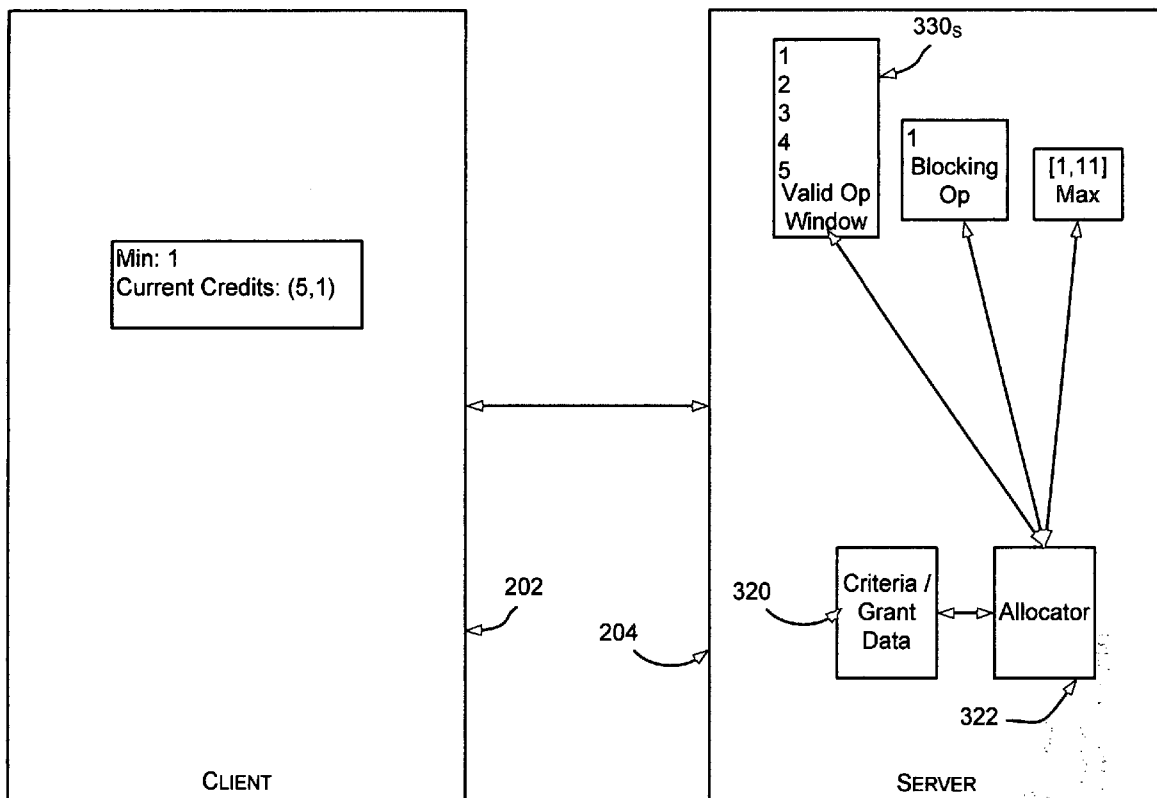 Min: 1
Current Credits: (5,1)
202
CLIENT
204
330S
1
2
3
4
5
Valid Op
Window
1
Blocking
Op
[1,11]
Max
320
Criteria /
Grant
Data
Allocator
322
SERVER